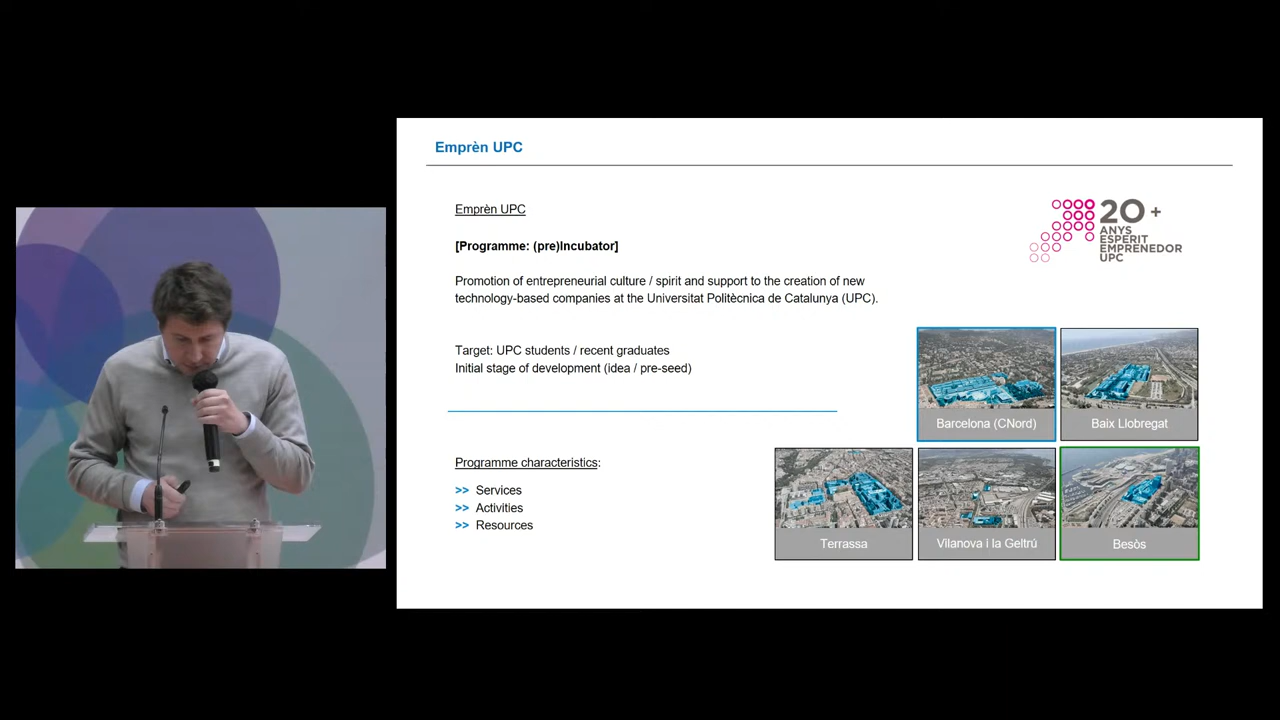 Emprèn UPC
Emprèn UPC
[Programme: (pre)Incubator]
Promotion of entrepreneurial culture / spirit and support to the creation of new
technology-based companies at the Universitat Politècnica de Catalunya (UPC).
Target: UPC students / recent graduates
Initial stage of development (idea / pre-seed)
Programme characteristics:
>> Services
>> Activities
>> Resources
20 +
ANYS
ESPERIT
EMPRENEDOR
UPC
Barcelona (CNord)
Baix Llobregat
Terrassa
Vilanova i la Geltrú
Besòs